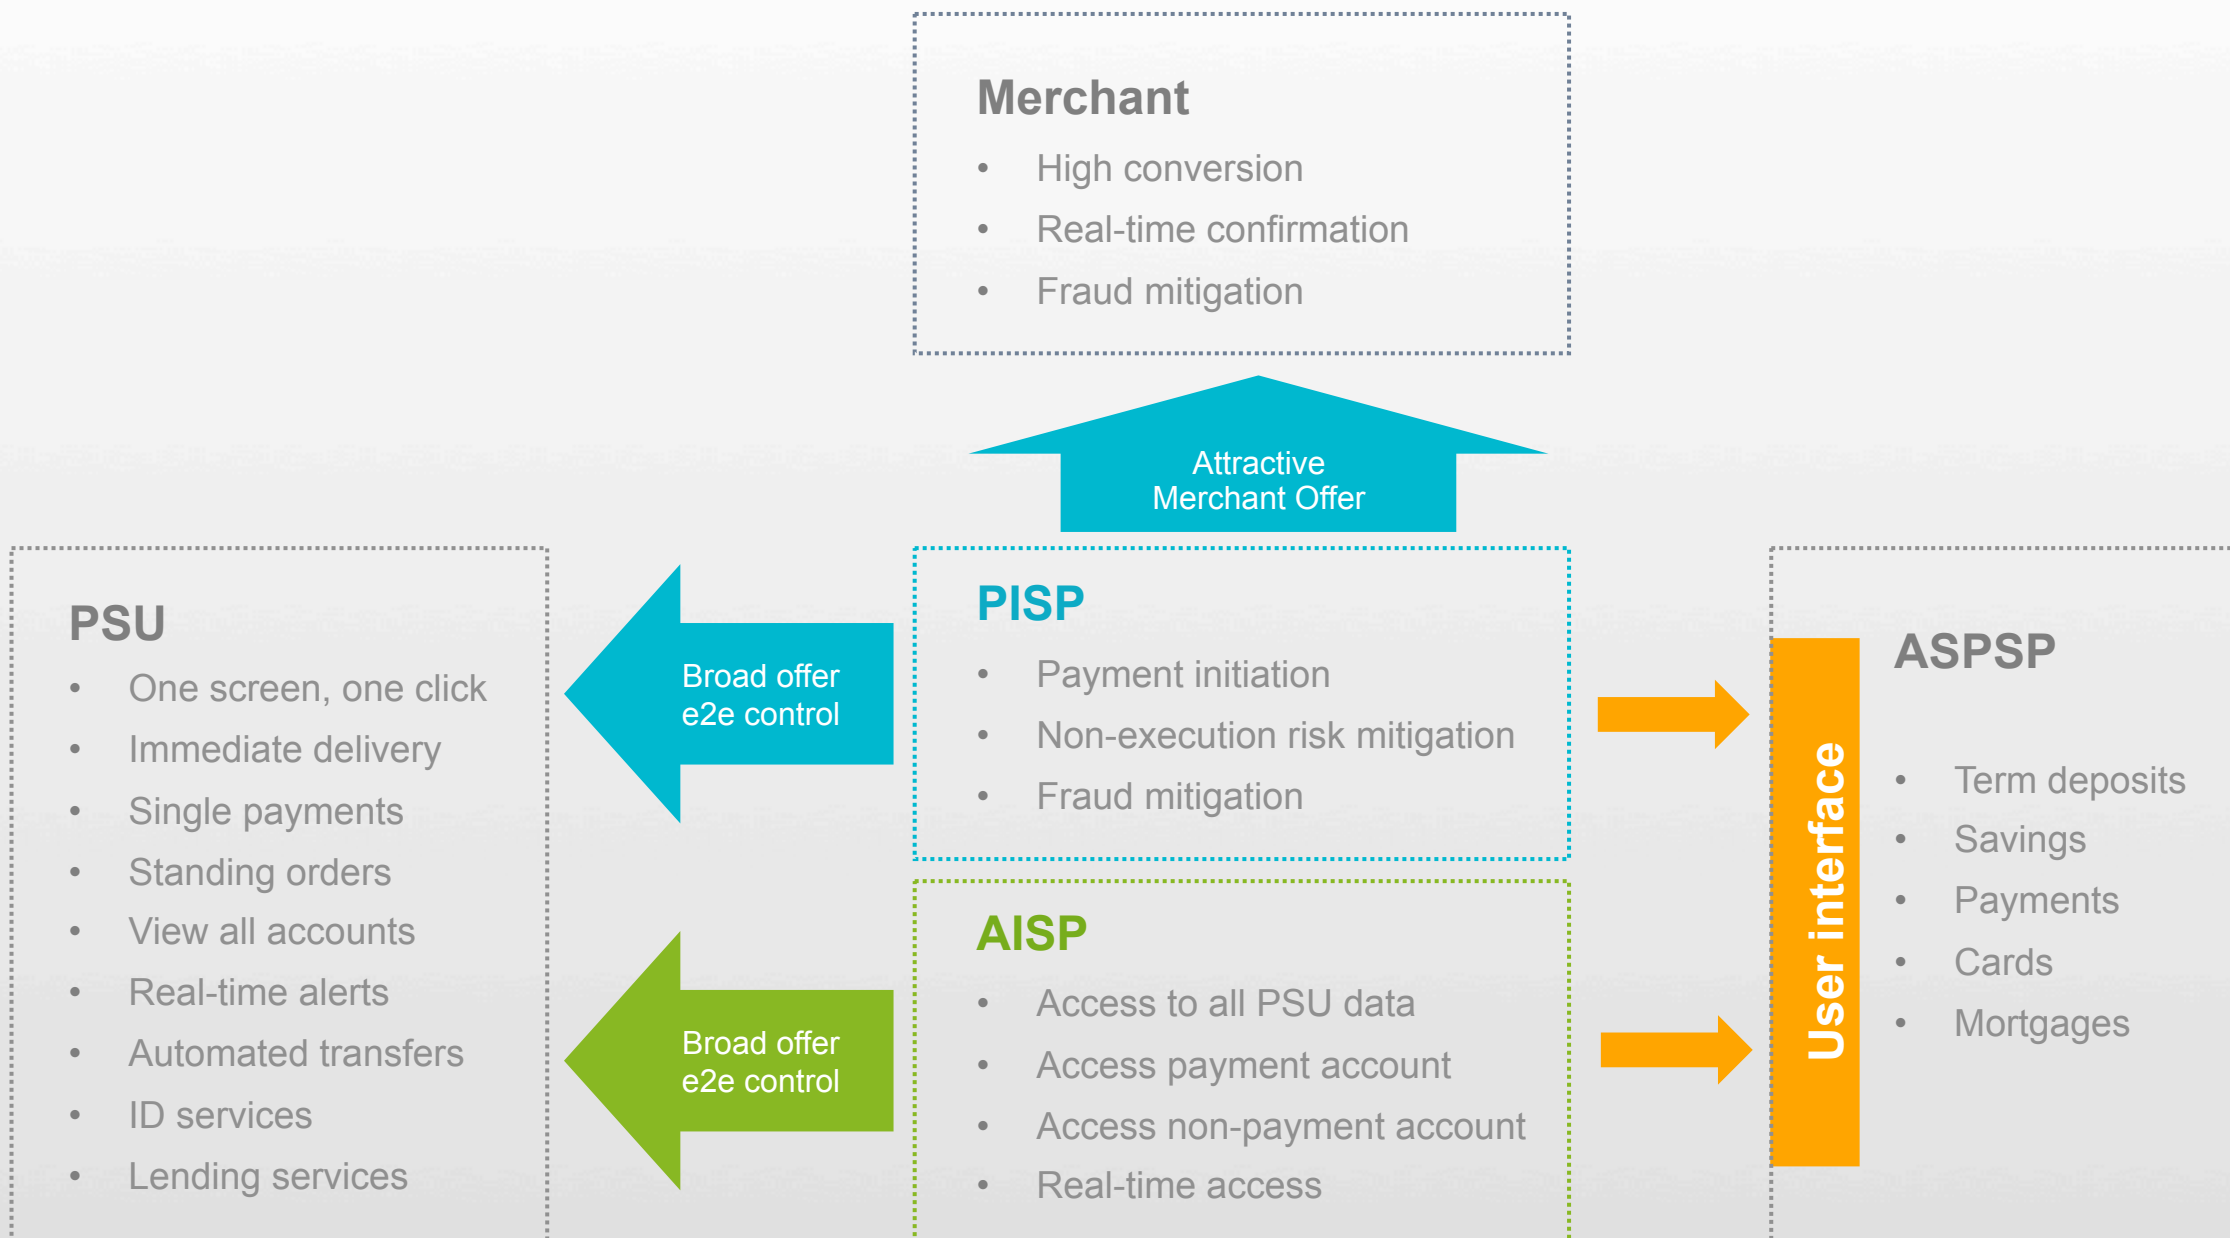 Merchant
• High conversion
• Real-time confirmation
• Fraud mitigation
Attractive
Merchant Offer
PSU
• One screen, one click
• Immediate delivery
• Single payments
• Standing orders
• View all accounts
• Real-time alerts
• Automated transfers
• ID services
• Lending services
Broad offer
e2e control
Broad offer
e2e control
PISP
• Payment initiation
• Non-execution risk mitigation
• Fraud mitigation
AISP
• Access to all PSU data
• Access payment account
• Access non-payment account
• Real-time access
User interface
ASPSP
• Term deposits
• Savings
• Payments
• Cards
• Mortgages